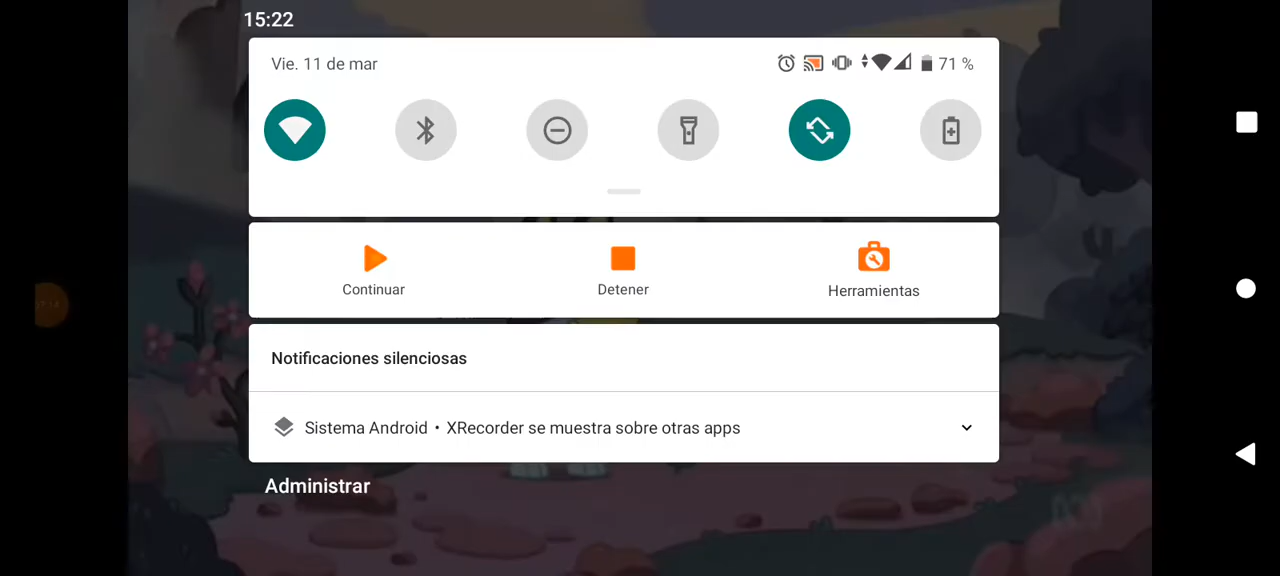 15:22
Vie. 11 de mar
71 %
Continuar
Detener
Herramientas
Notificaciones silenciosas
Sistema Android • XRecorder se muestra sobre otras apps
Administrar